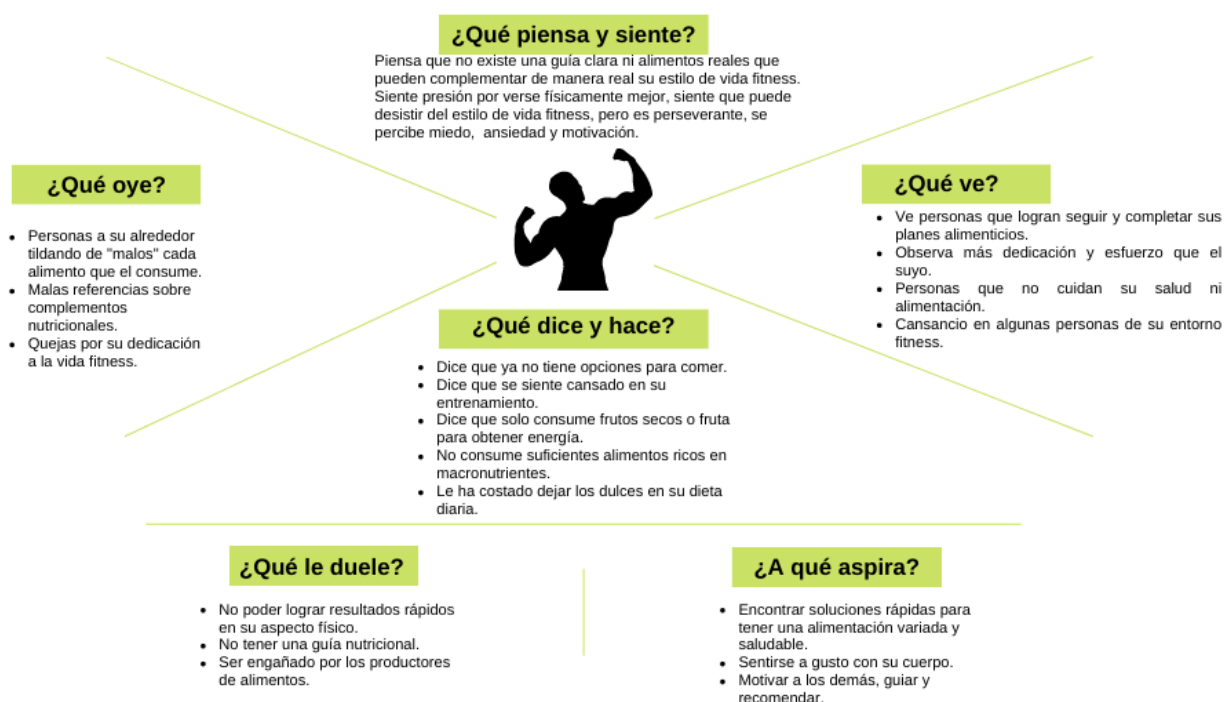 ¿Qué piensa y siente?
Piensa que no existe una guía clara ni alimentos reales que
pueden complementar de manera real su estilo de vida fitness.
Siente presión por verse físicamente mejor, siente que puede
desistir del estilo de vida fitness, pero es perseverante, se
percibe miedo, ansiedad y motivación.
¿Qué oye?
• Personas a su alrededor
tildando de "malos" cada
alimento que el consume.
• Malas referencias sobre
complementos
nutricionales.
• Quejas por su dedicación
a la vida fitness.
¿Qué ve?
• Ve personas que logran seguir y completar sus
planes alimenticios.
• Observa más dedicación y esfuerzo que el
suyo.
• Personas que no cuidan su salud ni
alimentación.
• Cansancio en algunas personas de su entorno
fitness.
¿Qué dice y hace?
• Dice que ya no tiene opciones para comer.
• Dice que se siente cansado en su
entrenamiento.
• Dice que solo consume frutos secos o fruta
para obtener energía.
• No consume suficientes alimentos ricos en
macronutrientes.
• Le ha costado dejar los dulces en su dieta
diaria.
¿Qué le duele?
• No poder lograr resultados rápidos
en su aspecto físico.
• No tener una guía nutricional.
• Ser engañado por los productores
de alimentos.
¿A qué aspira?
• Encontrar soluciones rápidas para
tener una alimentación variada y
saludable.
• Sentirse a gusto con su cuerpo.
• Motivar a los demás, guiar y
recomendar.